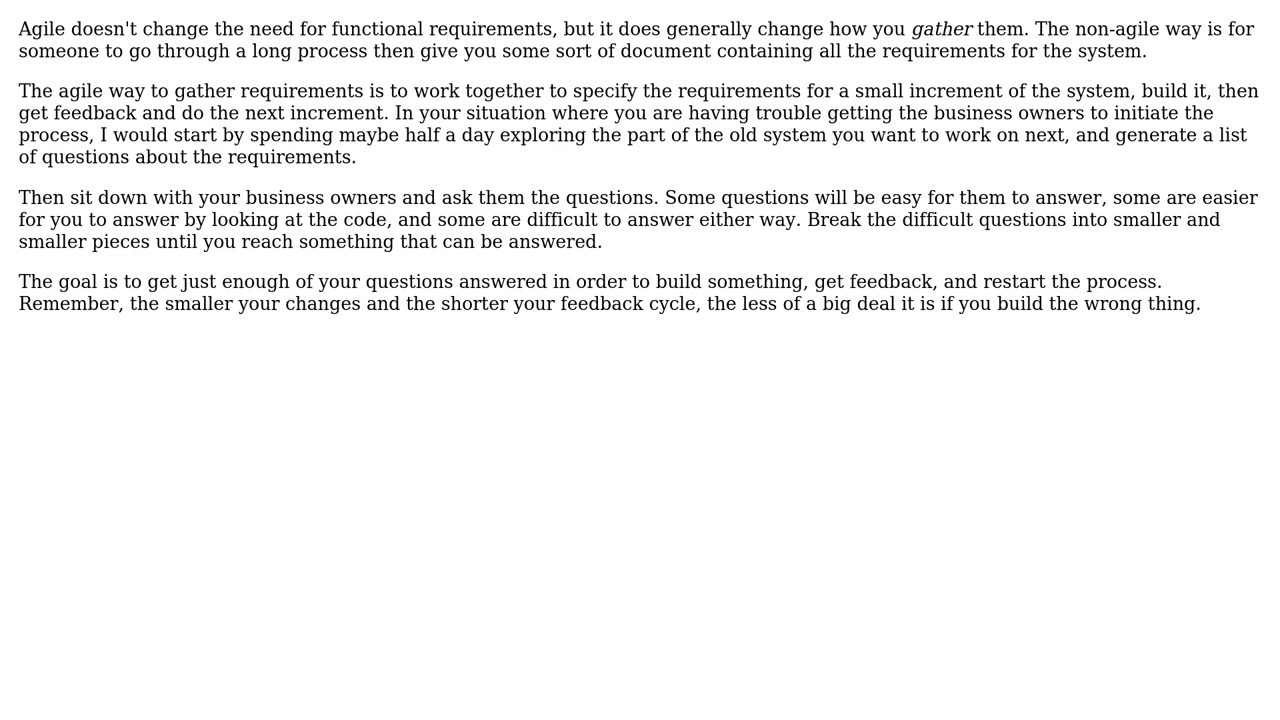 Agile doesn't change the need for functional requirements, but it does generally change how you gather them. The non-agile way is for
someone to go through a long process then give you some sort of document containing all the requirements for the system.
The agile way to gather requirements is to work together to specify the requirements for a small increment of the system, build it, then
get feedback and do the next increment. In your situation where you are having trouble getting the business owners to initiate the
process, I would start by spending maybe half a day exploring the part of the old system you want to work on next, and generate a list
of questions about the requirements.
Then sit down with your business owners and ask them the questions. Some questions will be easy for them to answer, some are easier
for you to answer by looking at the code, and some are difficult to answer either way. Break the difficult questions into smaller and
smaller pieces until you reach something that can be answered.
The goal is to get just enough of your questions answered in order to build something, get feedback, and restart the process.
Remember, the smaller your changes and the shorter your feedback cycle, the less of a big deal it is if you build the wrong thing.